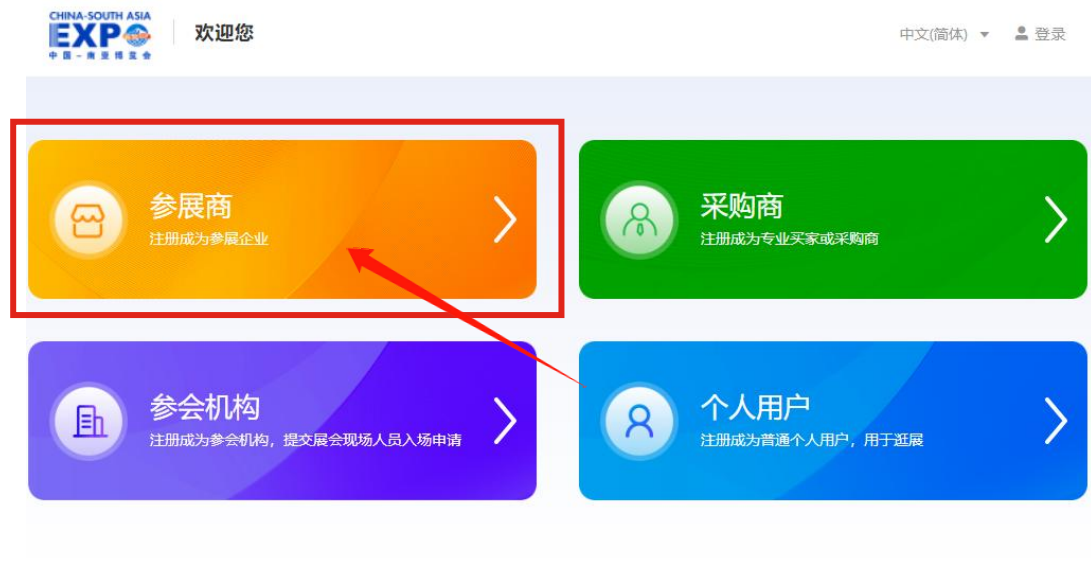 CHINA-SOUTH ASIA
EXPO
中国-南亚博览会
欢迎您
中文(简体)
登录
参展商
注册成为参展企业
采购商
注册成为专业买家或采购商
参会机构
注册成为参会机构，提交展会现场人员入场申请
个人用户
注册成为普通个人用户，用于逛展